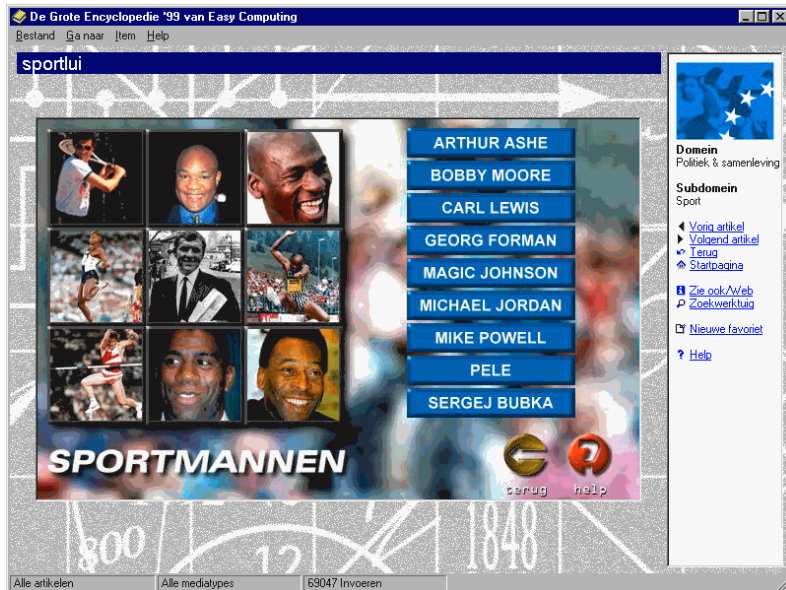 De Grote Encyclopedie '99 van Easy Computing
Bestand Ga naar Item Help
sportlui
ARTHUR ASHE
BOBBY MOORE
CARL LEWIS
GEORG FORMAN
MAGIC JOHNSON
MICHAEL JORDAN
MIKE POWELL
PELE
SERGEJ BUBKA
SPORTMANNEN
terug help
Domein
Politiek & samenleving
Subdomein
Sport
Vorig artikel
Volgend artikel
Terug
Startpagina
Zie ook/Web
Zoekwerktuig
Nieuwe favoriet
? Help
800
12
1848
Alle artikelen Alle mediatypes 69047 Invoeren